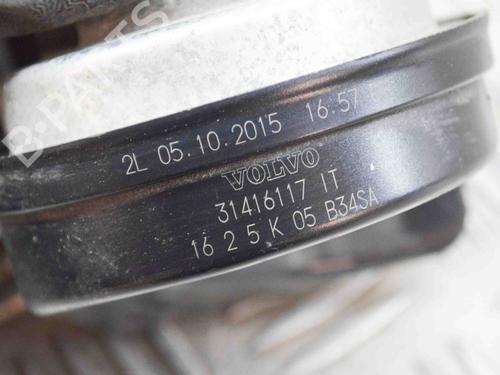 B-PARTS
2L 05.10.2015 16:57
VOLVO
31416117 IT
16 2 5 K 05 B34SA